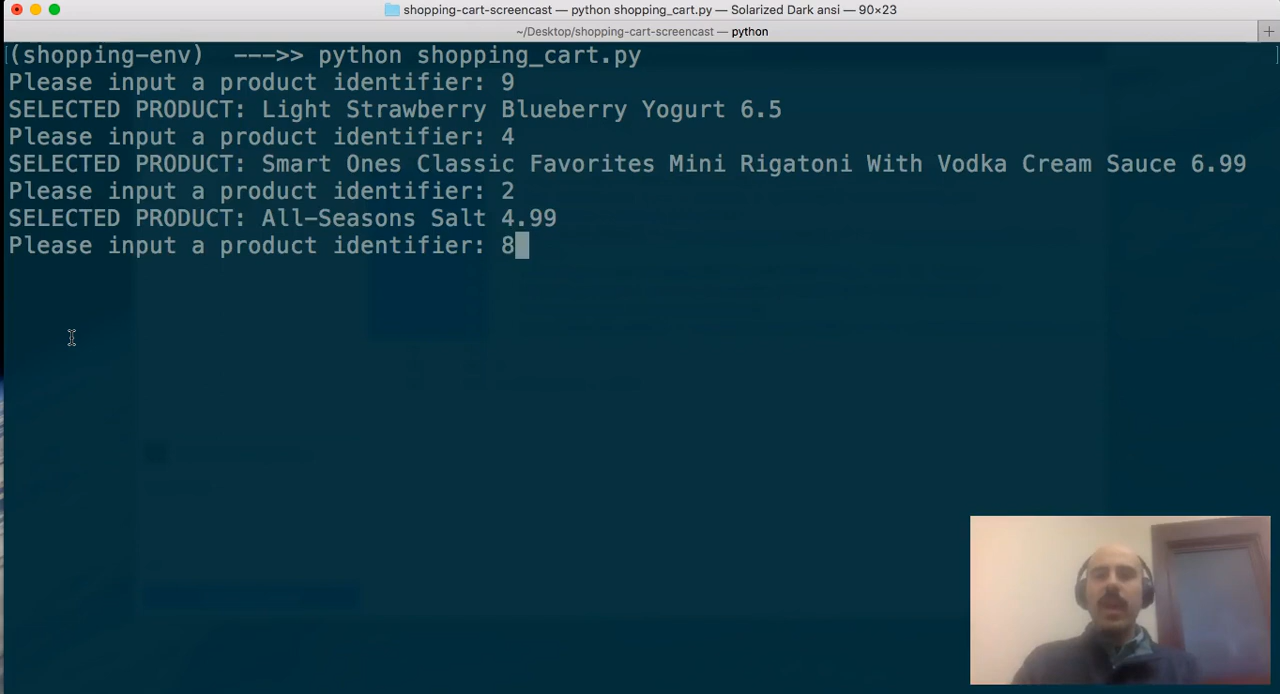 shopping-cart-screencast — python shopping_cart.py — Solarized Dark ansi — 90×23
~/Desktop/shopping-cart-screencast — python
(shopping-env)  --->> python shopping_cart.py
Please input a product identifier: 9
SELECTED PRODUCT: Light Strawberry Blueberry Yogurt 6.5
Please input a product identifier: 4
SELECTED PRODUCT: Smart Ones Classic Favorites Mini Rigatoni With Vodka Cream Sauce 6.99
Please input a product identifier: 2
SELECTED PRODUCT: All-Seasons Salt 4.99
Please input a product identifier: 8